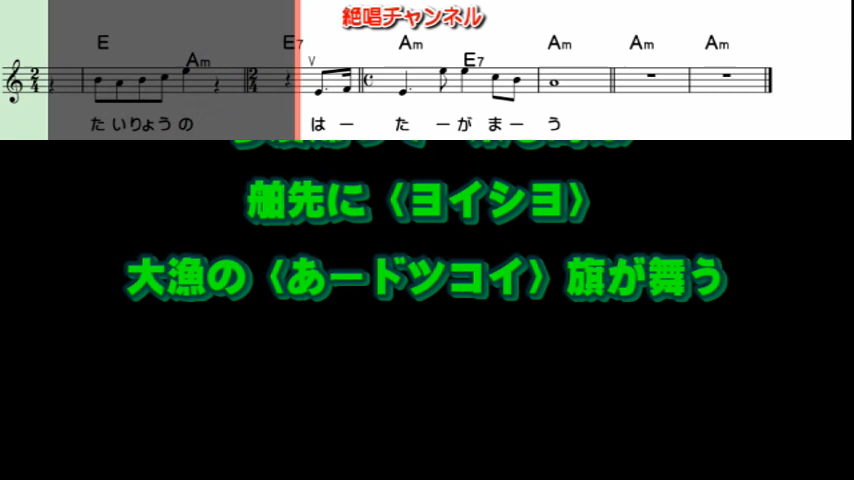 絶唱チャンネル
E Am E7 Am E7 Am Am Am
たいりょうの はー たーがまーう
舳先に〈ヨイショ〉
大漁の〈あードツコイ〉旗が舞う